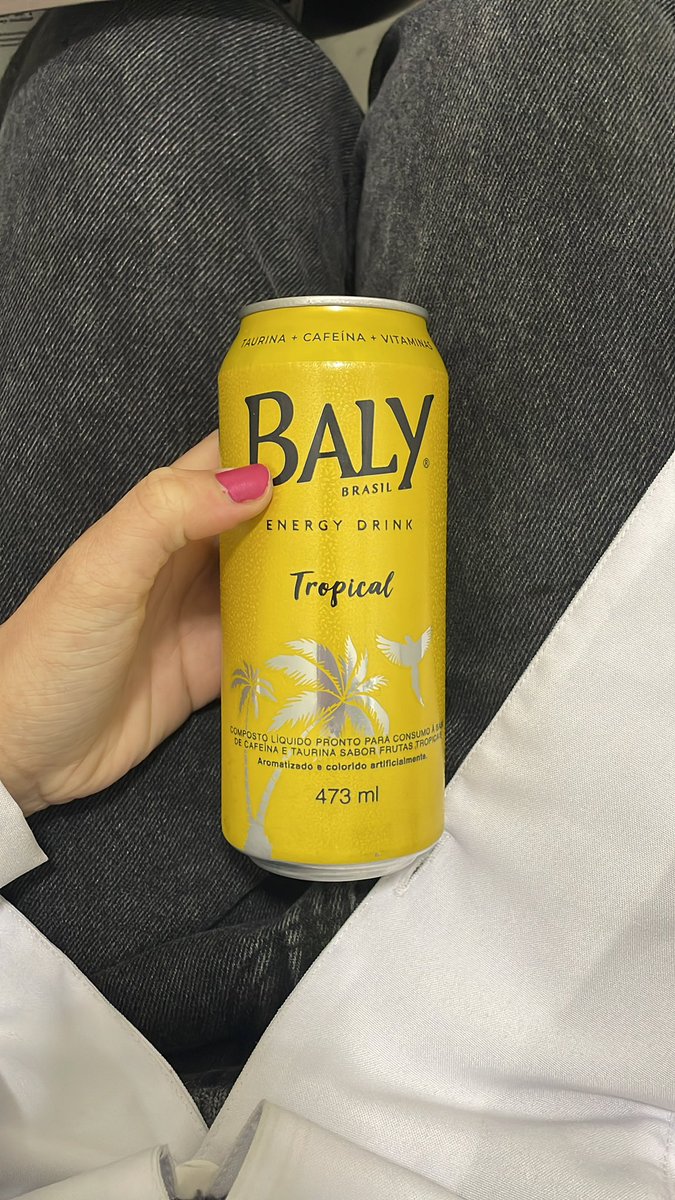 TAURINA + CAFEÍNA + VITAMINAS
BALY®
BRASIL
ENERGY DRINK
Tropical
COMPOSTO LÍQUIDO PRONTO PARA CONSUMO À
DE CAFEÍNA E TAURINA SABOR FRUTAS
Aromatizado e colorido artificialmente.
473 ml